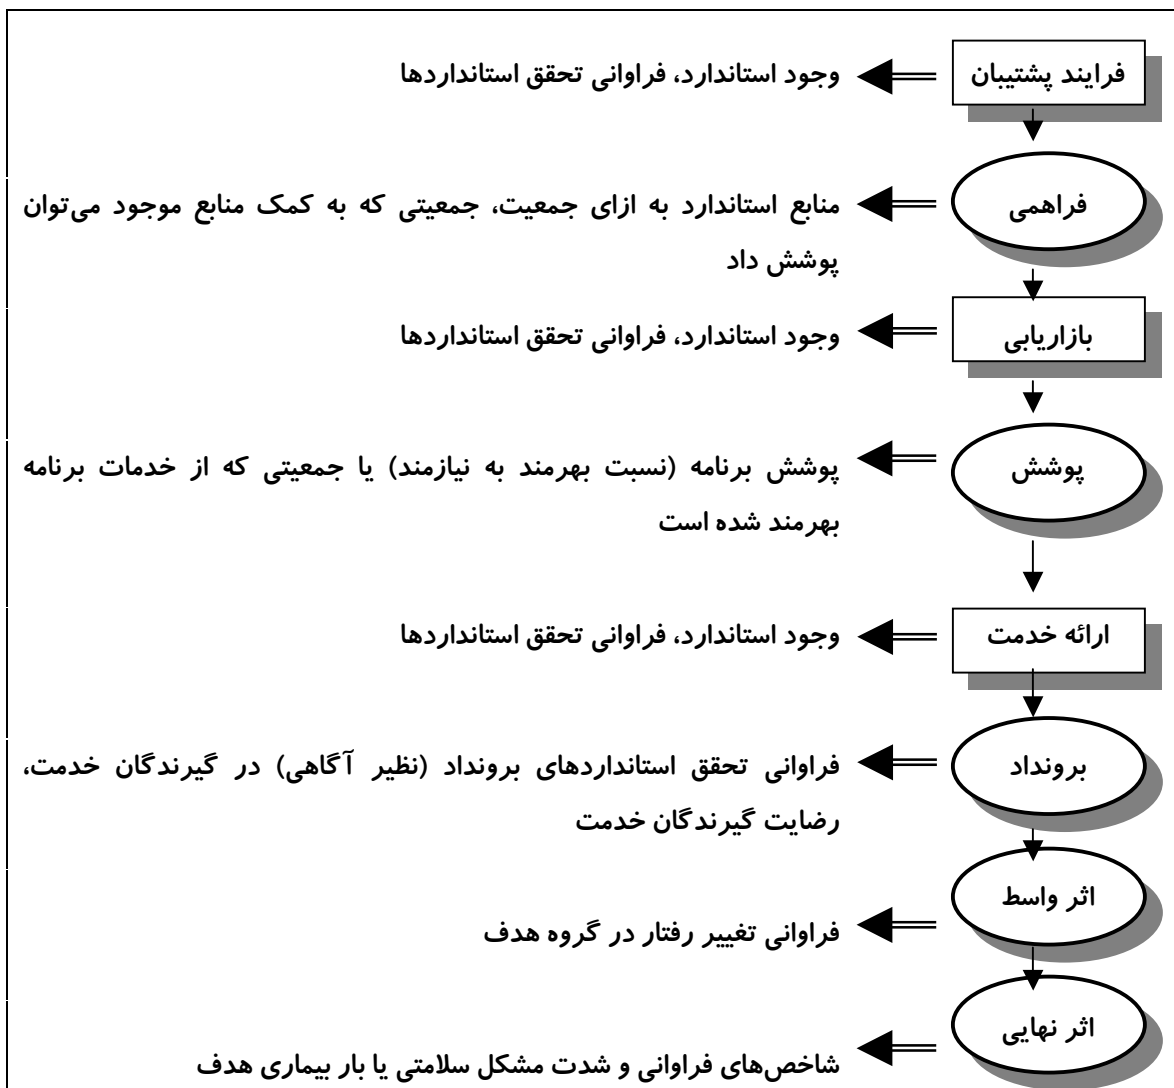 فرایند پشتیبان
وجود استاندارد، فراوانی تحقق استانداردها
فراهمی
منابع استاندارد به ازای جمعیت، جمعیتی که به کمک منابع موجود می‌توان
پوشش داد
بازاریابی
وجود استاندارد، فراوانی تحقق استانداردها
پوشش
پوشش برنامه (نسبت بهرمند به نیازمند) یا جمعیتی که از خدمات برنامه
بهرمند شده است
ارائه خدمت
وجود استاندارد، فراوانی تحقق استانداردها
برونداد
فراوانی تحقق استانداردهای برونداد (نظیر آگاهی) در گیرندگان خدمت،
رضایت گیرندگان خدمت
اثر واسط
فراوانی تغییر رفتار در گروه هدف
اثر نهایی
شاخص‌های فراوانی و شدت مشکل سلامتی یا بار بیماری هدف